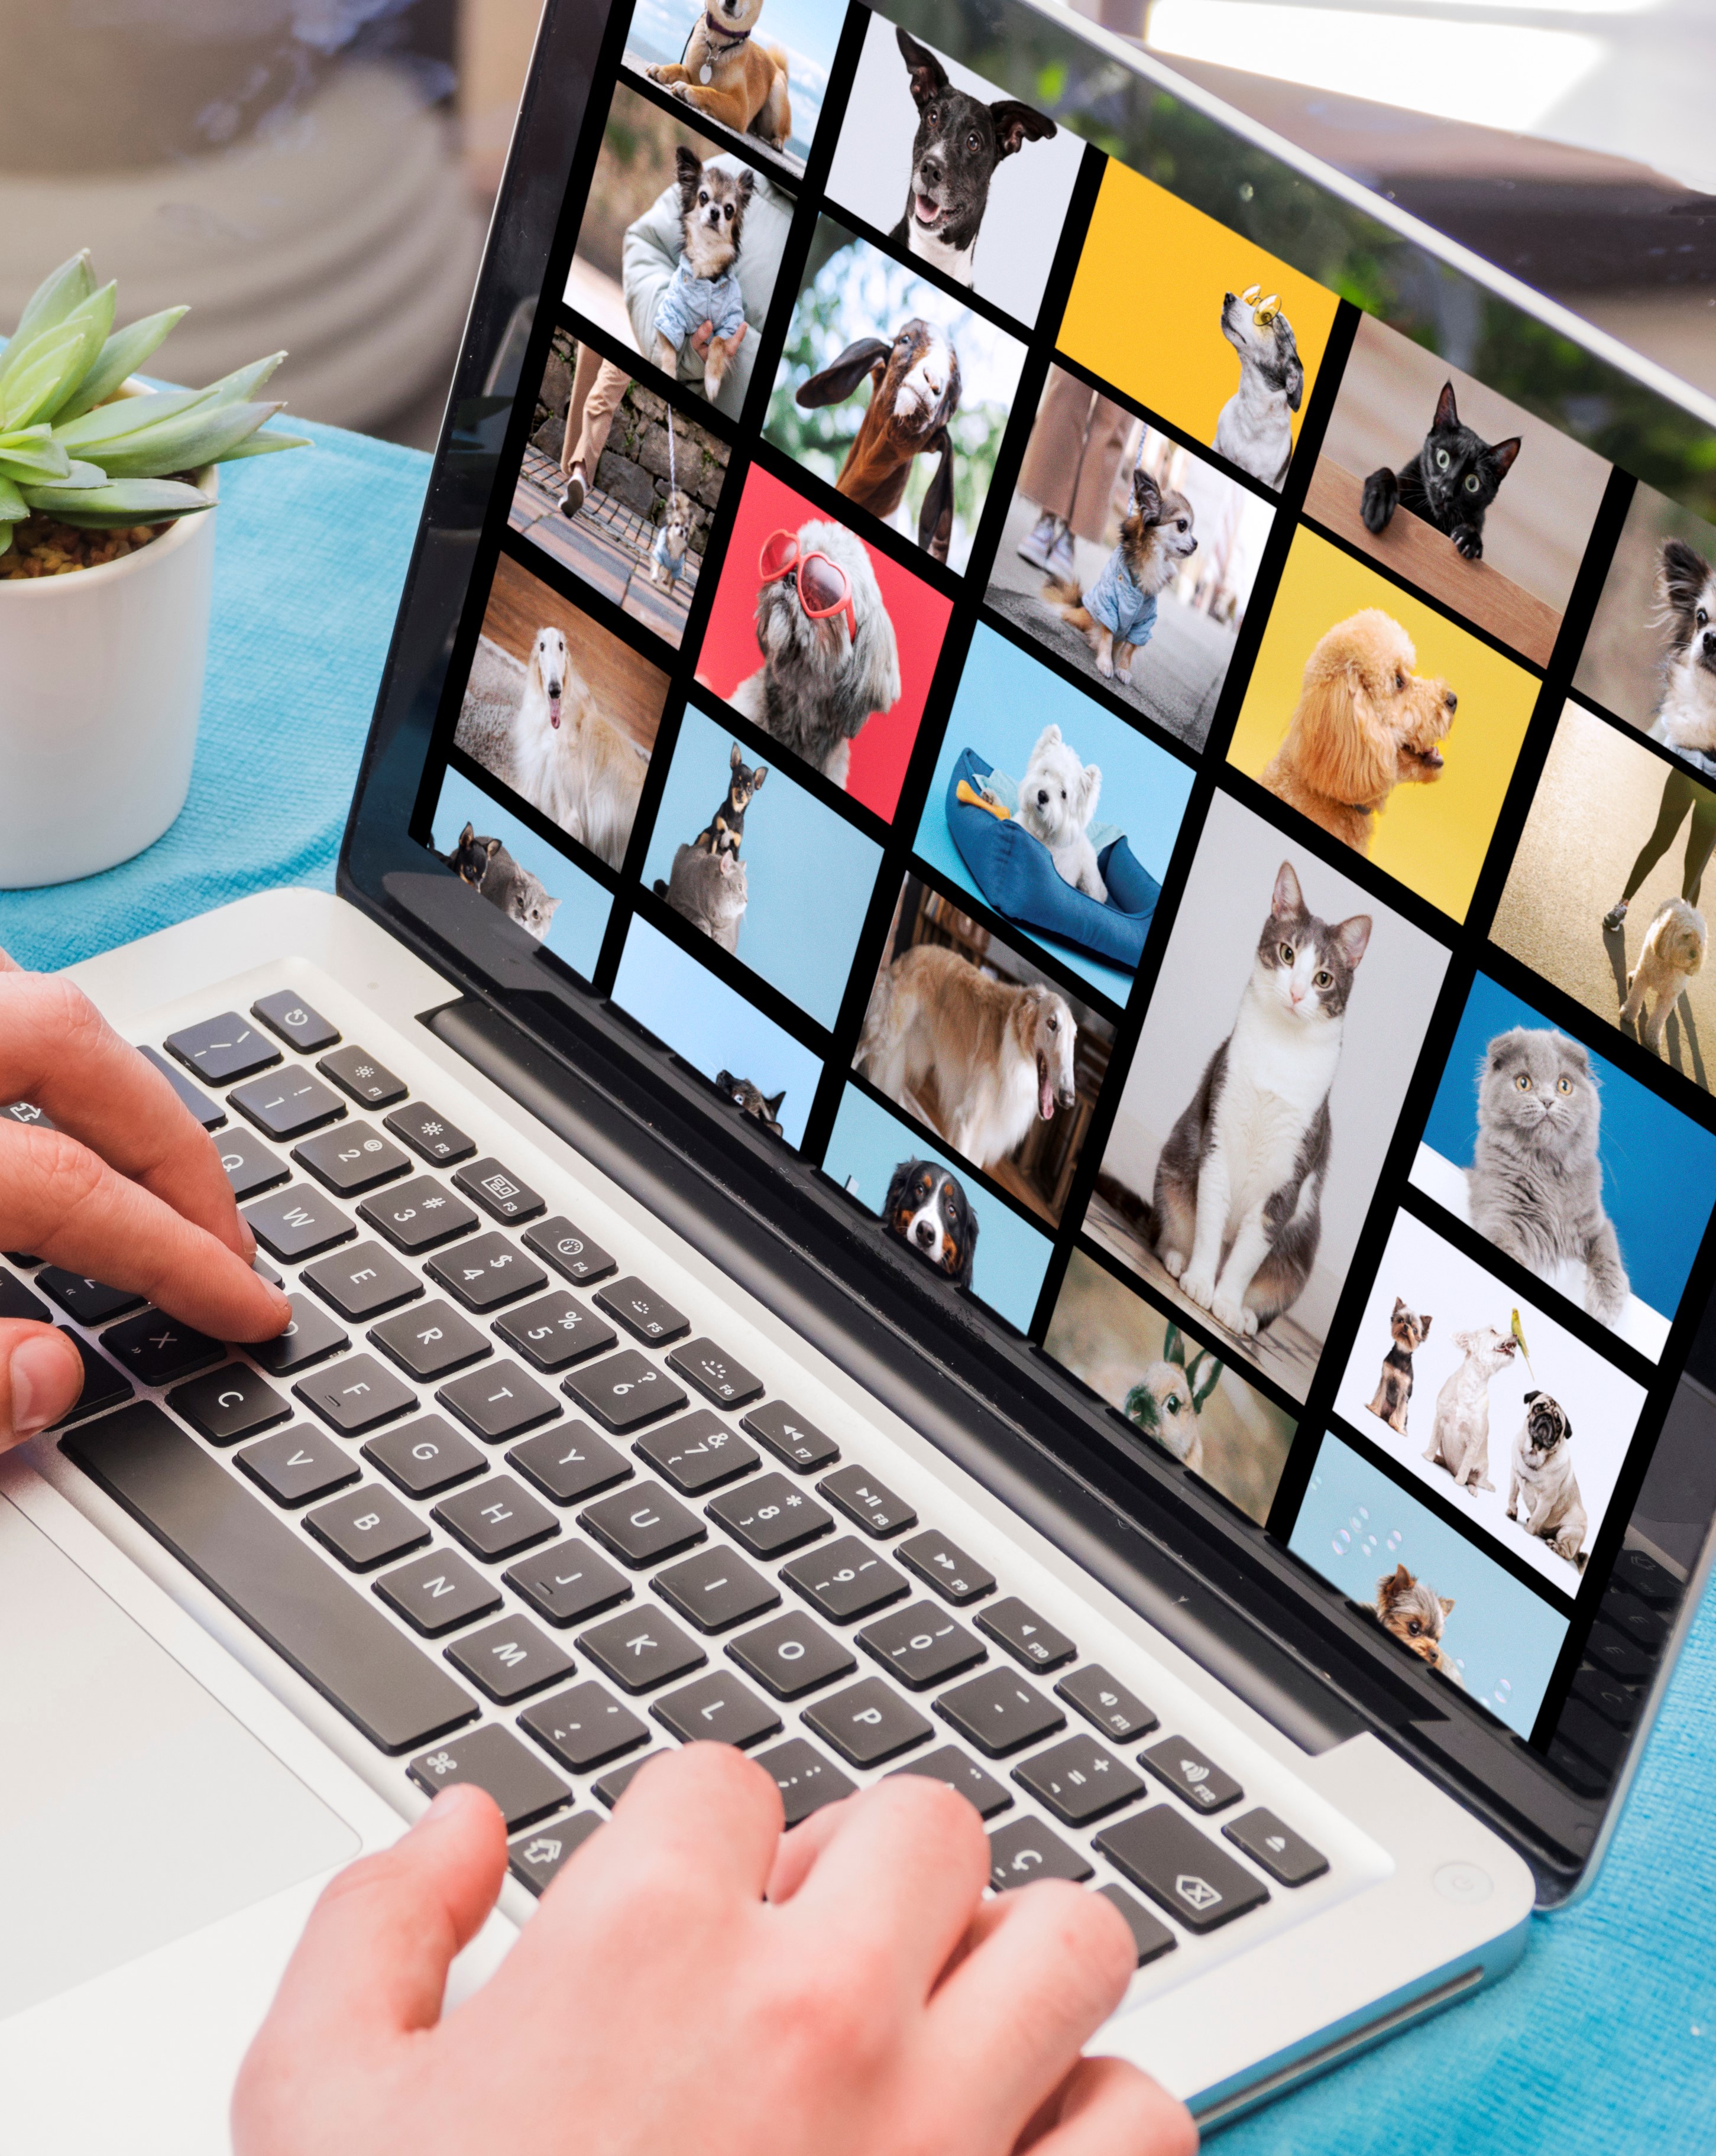 F1
F2
F3
F4
F5
F6
F7
F8
F9
F10
F11
F12
! 1
@ 2
# 3
$ 4
% 5
? 6
& 7
* 8
( 9
) 0
-
+ =
Q
W
E
R
T
Y
U
I
O
P
F
G
H
J
K
L
Ç
X
C
V
B
N
M
⌘